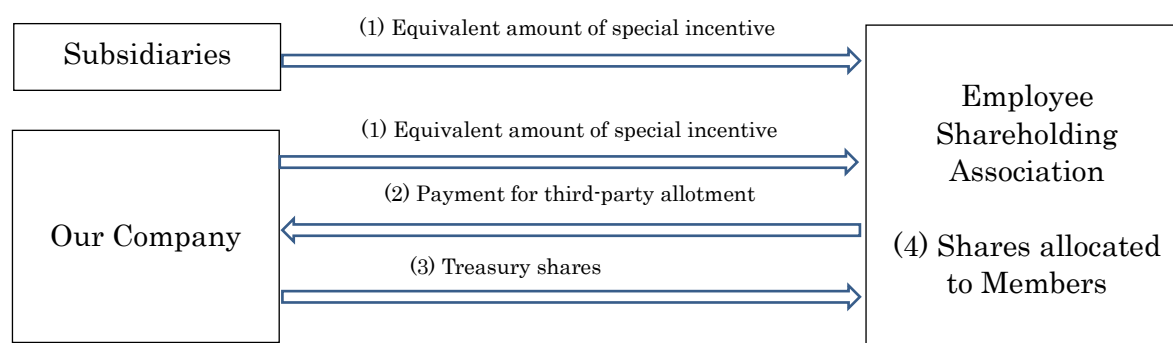 Subsidiaries
(1) Equivalent amount of special incentive
Our Company
(1) Equivalent amount of special incentive
(2) Payment for third-party allotment
(3) Treasury shares
Employee
Shareholding
Association
(4) Shares allocated
to Members